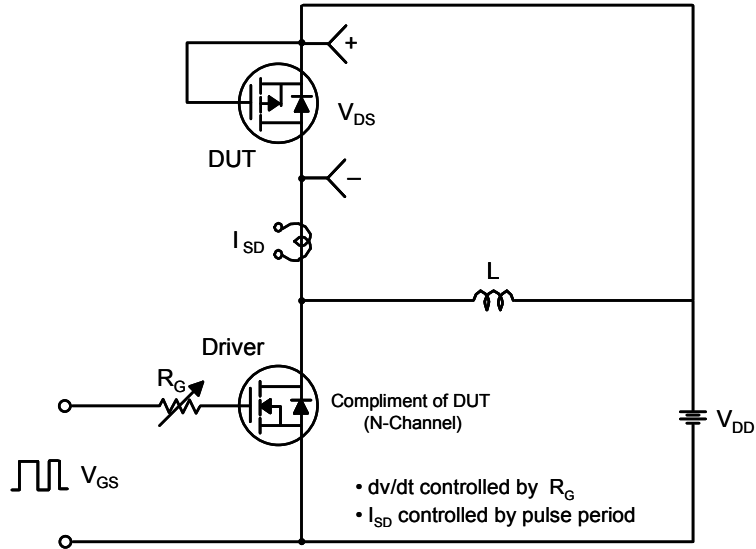 +
V_DS
DUT
–
I_SD
L
Driver
R_G
Compliment of DUT
(N-Channel)
V_DD
V_GS
• dv/dt controlled by R_G
• I_SD controlled by pulse period